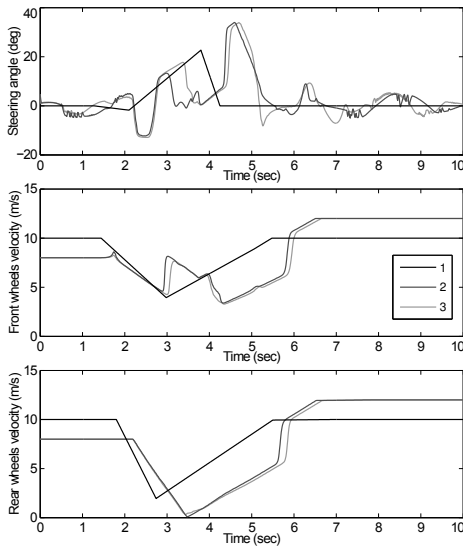 40
20
0
−20
Steering angle (deg)
0 1 2 3 4 5 6 7 8 9 10
Time (sec)
15
10
5
0
Front wheels velocity (m/s)
1
2
3
0 1 2 3 4 5 6 7 8 9 10
Time (sec)
15
10
5
0
Rear wheels velocity (m/s)
0 1 2 3 4 5 6 7 8 9 10
Time (sec)